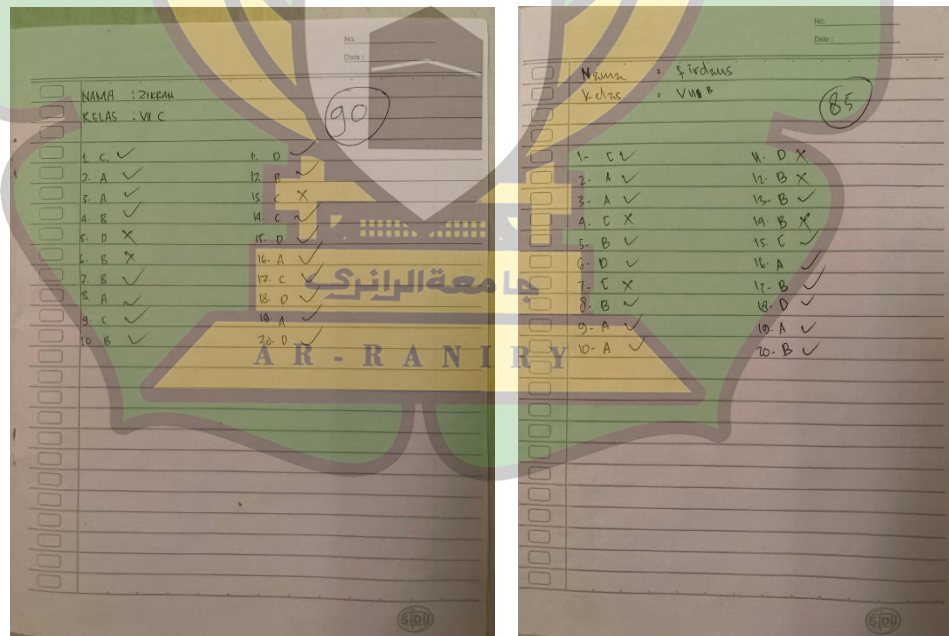 No.
Date :
NAMA : ZIKRAH
KELAS : VII C
90
1. C. ✓
2. A ✓
3. A ✓
4. B ✓
5. D X
6. B X
7. B ✓
8. A ✓
9. C ✓
10 B ✓
11. D ✓
12. B ✓
13 C X
14. C ✓
15. D ✓
16. A ✓
17. C ✓
18. D ✓
19. A ✓
20. D ✓
SIDU
No.
Date :
Nama : Firdaus
Kelas : VII B
85
1- C ✓
2- A ✓
3- A ✓
4. C X
5- B ✓
6- D ✓
7- C X
8- B ✓
9- A ✓
10- A ✓
11- D X
12- B X
13- B ✓
14- B X
15. C ✓
16. A ✓
17- B ✓
18- D ✓
19- A ✓
20- B ✓
SIDU
جامعة الرانري
AR-RANIRY